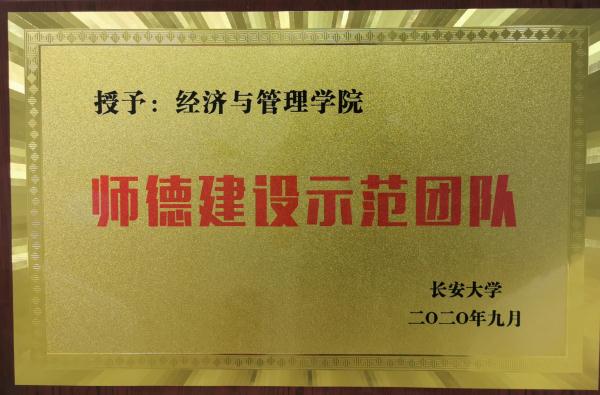 授予：经济与管理学院
师德建设示范团队
长安大学
二〇二〇年九月